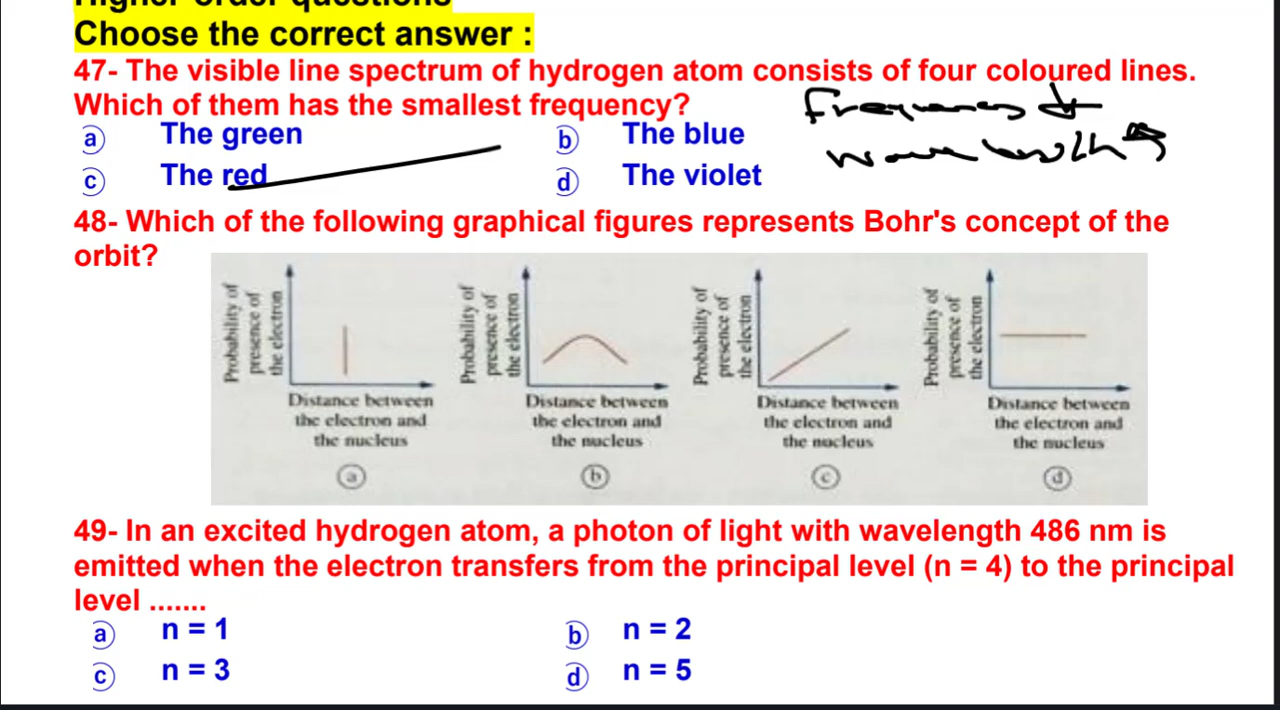 Choose the correct answer :
47- The visible line spectrum of hydrogen atom consists of four coloured lines.
Which of them has the smallest frequency?
Frequency ↓
a The green b The blue
c The red d The violet
48- Which of the following graphical figures represents Bohr's concept of the
orbit?
Probability of
presence of
the electron
Distance between
the electron and
the nucleus
a
Probability of
presence of
the electron
Distance between
the electron and
the nucleus
b
Probability of
presence of
the electron
Distance between
the electron and
the nucleus
c
Probability of
presence of
the electron
Distance between
the electron and
the nucleus
d
49- In an excited hydrogen atom, a photon of light with wavelength 486 nm is
emitted when the electron transfers from the principal level (n = 4) to the principal
level .......
a n = 1 b n = 2
c n = 3 d n = 5